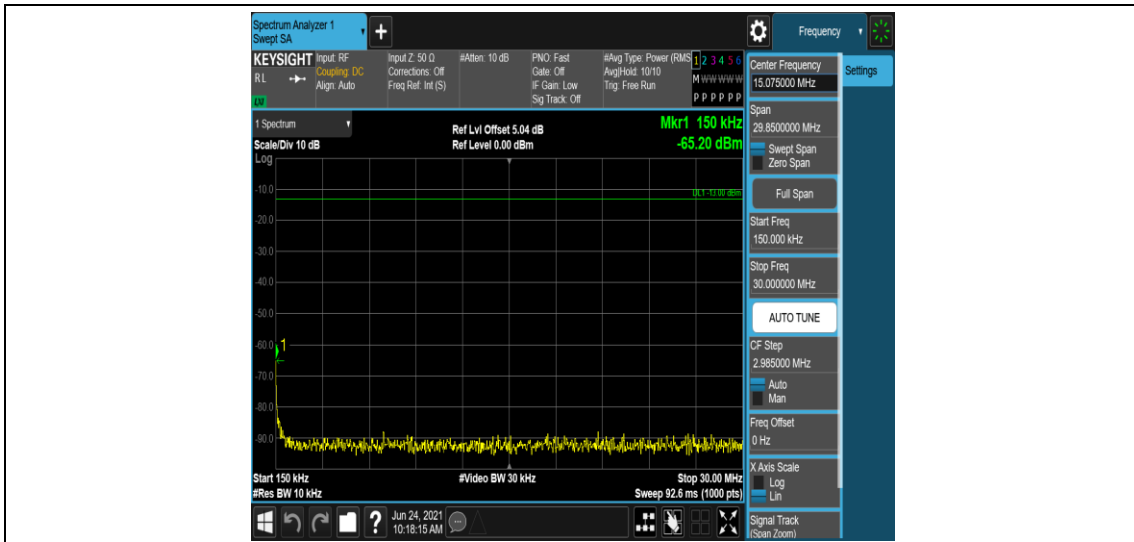 Spectrum Analyzer 1
Swept SA
+
Frequency
KEYSIGHT
RL
Input: RF
Coupling: DC
Align: Auto
Input Z: 50 Ω
Corrections: Off
Freq Ref: Int (S)
#Atten: 10 dB
PNO: Fast
Gate: Off
IF Gain: Low
Sig Track: Off
#Avg Type: Power (RMS
Avg|Hold: 10/10
Trig: Free Run
1 2 3 4 5 6
M W W W W W
P P P P P P
1 Spectrum
Scale/Div 10 dB
Log
Ref Lvl Offset 5.04 dB
Ref Level 0.00 dBm
Mkr1 150 kHz
-65.20 dBm
DL1 -13.00 dBm
-10.0
-20.0
-30.0
-40.0
-50.0
-60.0
1
-70.0
-80.0
-90.0
Start 150 kHz
#Res BW 10 kHz
#Video BW 30 kHz
Stop 30.00 MHz
Sweep 92.6 ms (1000 pts)
Jun 24, 2021
10:18:15 AM
?
Center Frequency
15.075000 MHz
Settings
Span
29.8500000 MHz
Swept Span
Zero Span
Full Span
Start Freq
150.000 kHz
Stop Freq
30.000000 MHz
AUTO TUNE
CF Step
2.985000 MHz
Auto
Man
Freq Offset
0 Hz
X Axis Scale
Log
Lin
Signal Track
(Span Zoom)